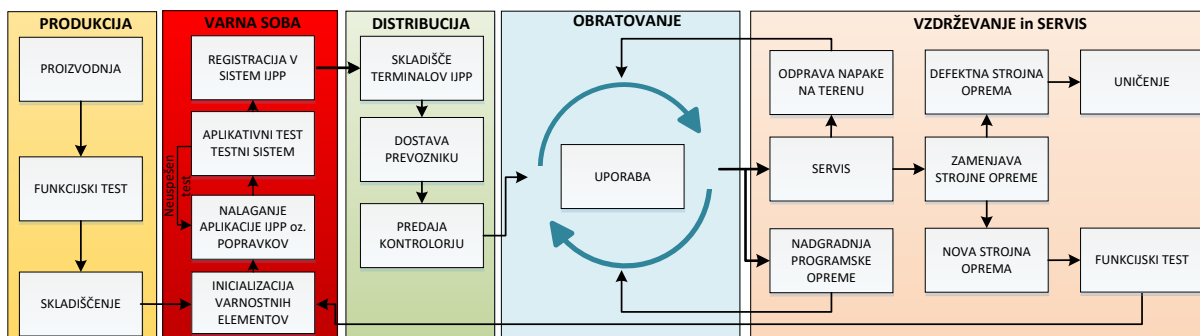 PRODUKCIJA
PROIZVODNJA
FUNKCIJSKI TEST
SKLADIŠČENJE
VARNA SOBA
REGISTRACIJA V
SISTEM IJPP
APLIKATIVNI TEST
TESTNI SISTEM
Neuspešen
test
NALAGANJE
APLIKACIJE IJPP oz.
POPRAVKOV
INICIALIZACIJA
VARNOSTNIH
ELEMENTOV
DISTRIBUCIJA
SKLADIŠČE
TERMINALOV IJPP
DOSTAVA
PREVOZNIKU
PREDAJA
KONTROLORJU
OBRATOVANJE
UPORABA
VZDRŽEVANJE in SERVIS
ODPRAVA NAPAKE
NA TERENU
DEFEKTNA STROJNA
OPREMA
UNIČENJE
SERVIS
ZAMENJAVA
STROJNE OPREME
NADGRADNJA
PROGRAMSKE
OPREME
NOVA STROJNA
OPREMA
FUNKCIJSKI TEST